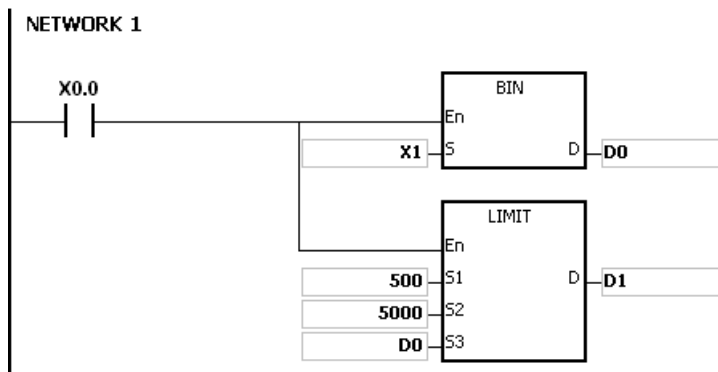 NETWORK 1
X0.0
BIN
En
X1 S D D0
LIMIT
En
500 S1 D D1
5000 S2
D0 S3